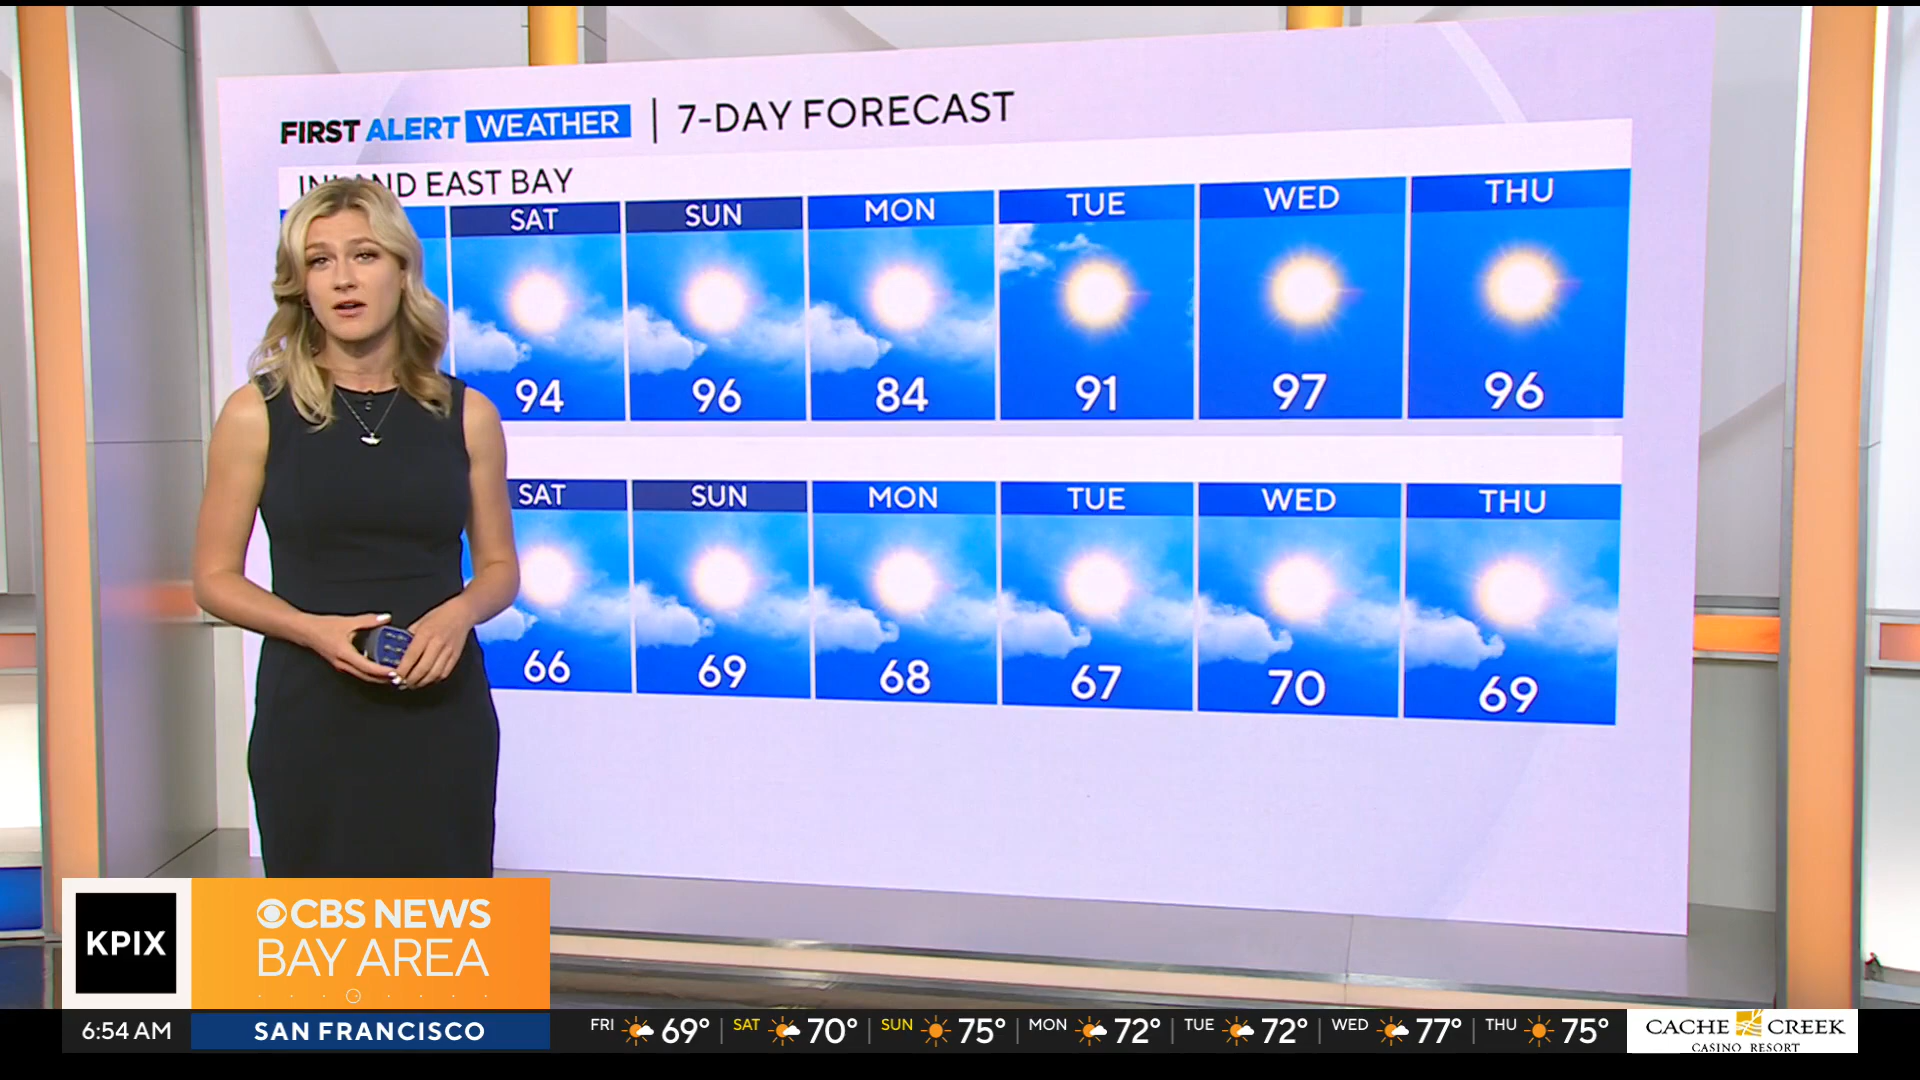 FIRST ALERT WEATHER | 7-DAY FORECAST
EAST BAY
SAT SUN MON TUE WED THU
94 96 84 91 97 96
SAT SUN MON TUE WED THU
66 69 68 67 70 69
KPIX
CBS NEWS
BAY AREA
6:54 AM
SAN FRANCISCO
FRI 69° SAT 70° SUN 75° MON 72° TUE 72° WED 77° THU 75°
CACHE CREEK
CASINO RESORT